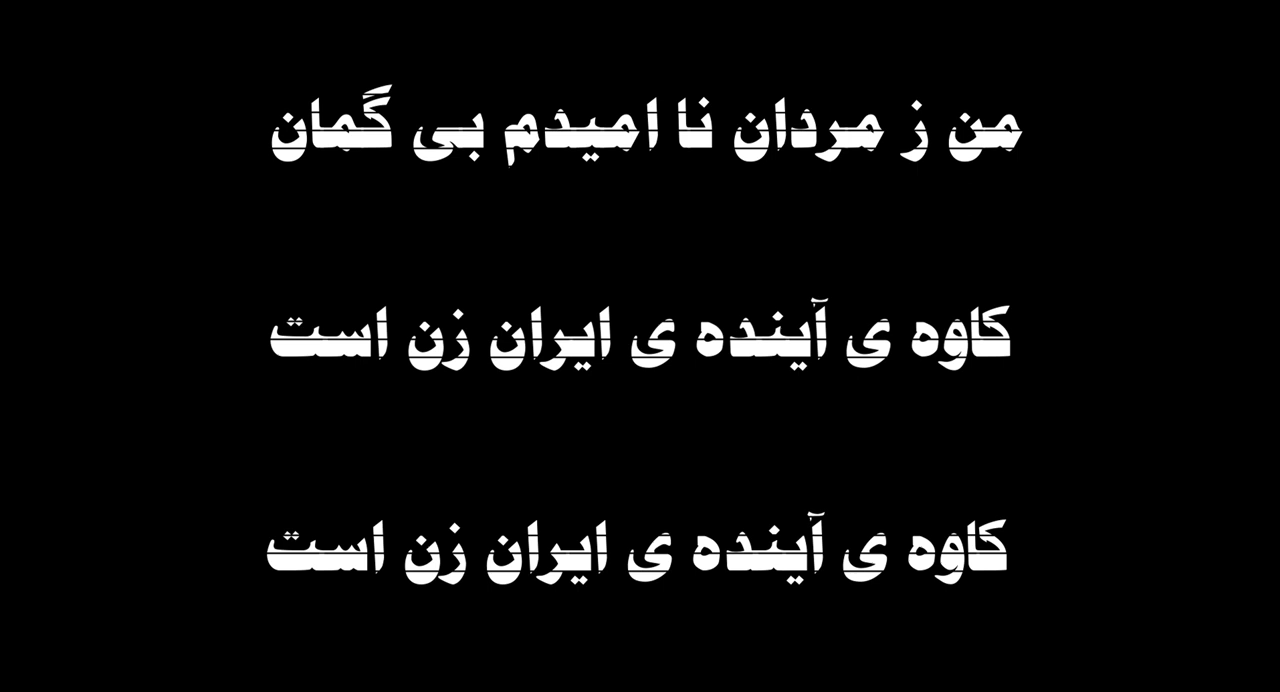 من ز مردان نا امیدم بی گمان
کاوه ی آینده ی ایران زن است
کاوه ی آینده ی ایران زن است